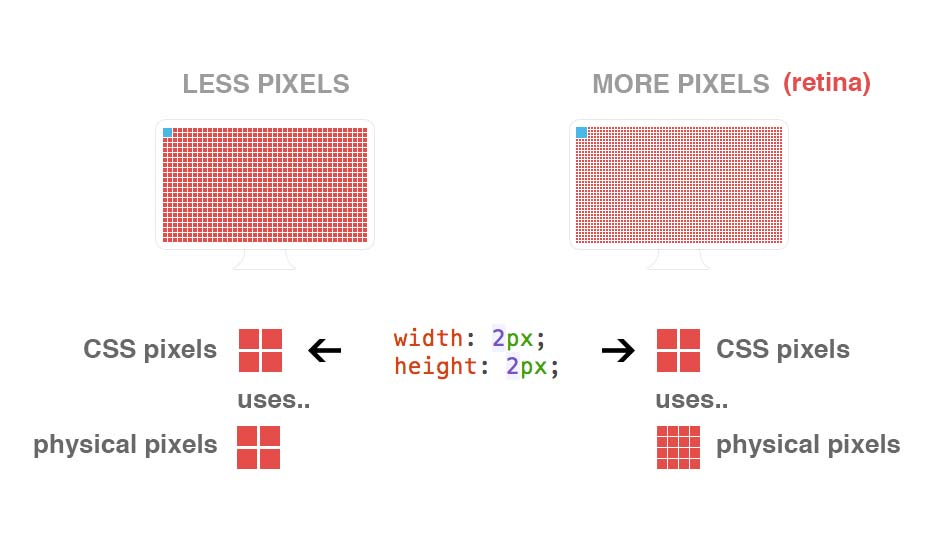 LESS PIXELS
MORE PIXELS (retina)
CSS pixels
width: 2px;
height: 2px;
CSS pixels
uses..
uses..
physical pixels
physical pixels